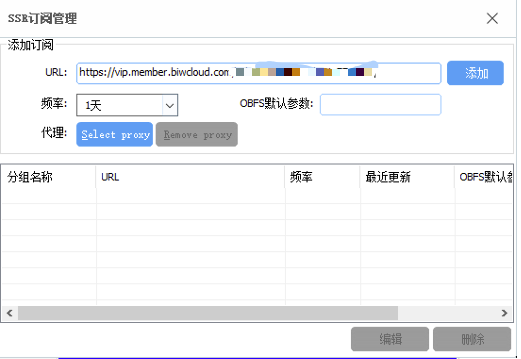 SSR订阅管理
添加订阅
URL: https://vip.member.biwcloud.com 添加
频率: 1天 OBFS默认参数:
代理: Select proxy Remove proxy
分组名称 URL 频率 最近更新 OBFS默认参
编辑 删除